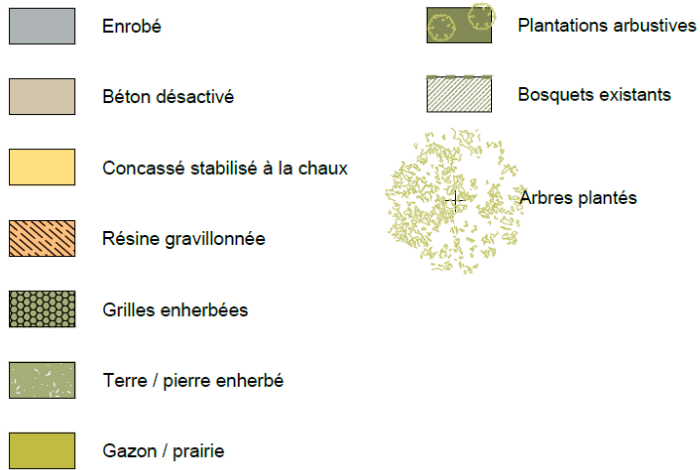 Enrobé
Béton désactivé
Concassé stabilisé à la chaux
Résine gravillonnée
Grilles enherbées
Terre / pierre enherbé
Gazon / prairie
Plantations arbustives
Bosquets existants
Arbres plantés